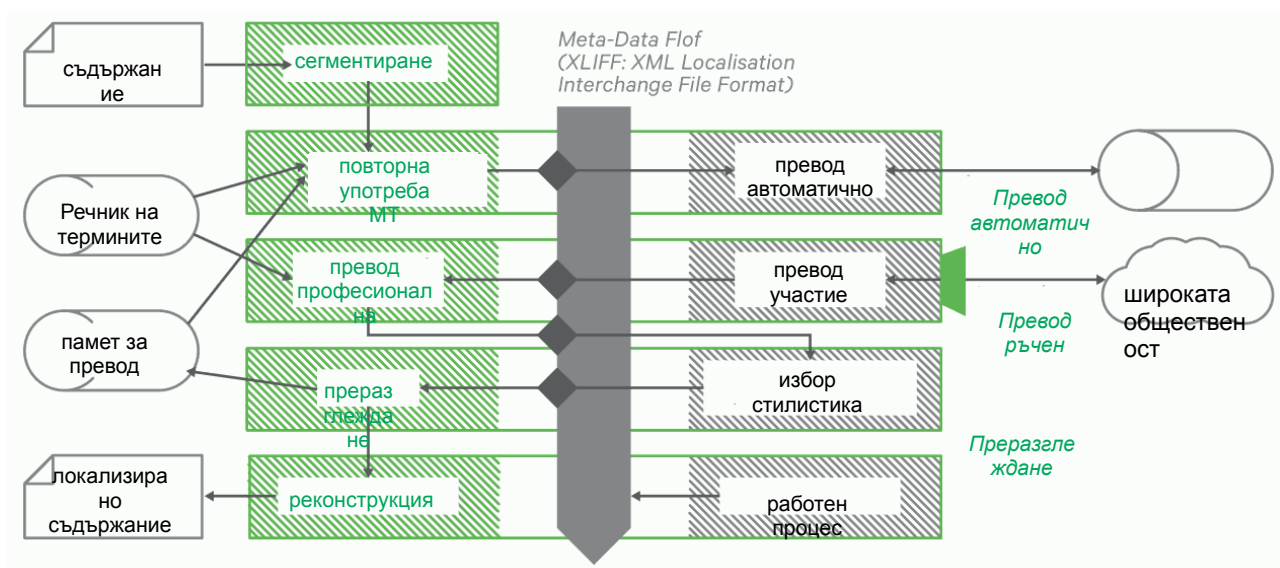 Meta-Data Flof
(XLIFF: XML Localisation
Interchange File Format)
съдържан
ие
сегментиране
повторна
употреба
МТ
превод
автоматично
Превод
автоматич
но
Речник на
термините
превод
професионал
на
превод
участие
широката
обществен
ост
Превод
ръчен
памет за
превод
прераз
глежда
не
избор
стилистика
Преразгле
ждане
локализира
но
съдържание
реконструкция
работен
процес